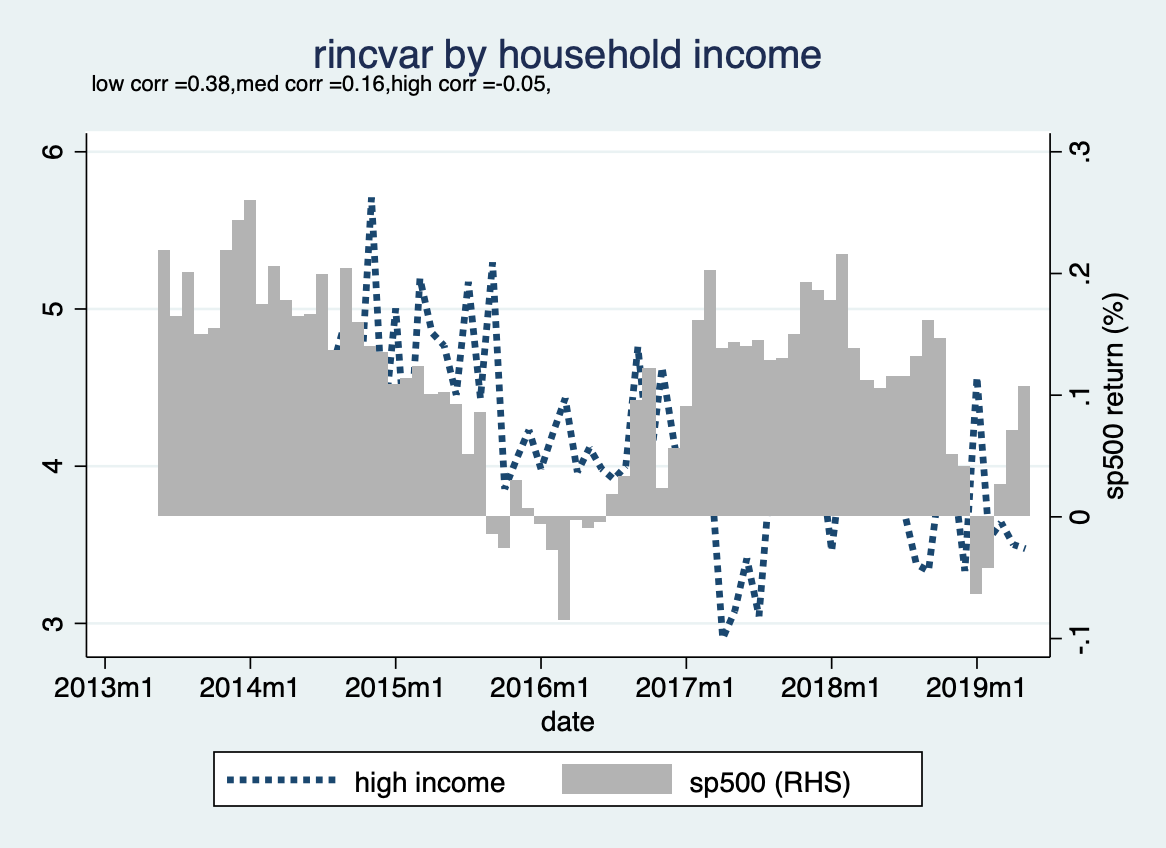 rincvar by household income
low corr =0.38,med corr =0.16,high corr =-0.05,
6
5
4
3
.3
.2
.1
0
-.1
sp500 return (%)
2013m1 2014m1 2015m1 2016m1 2017m1 2018m1 2019m1
date
high income sp500 (RHS)